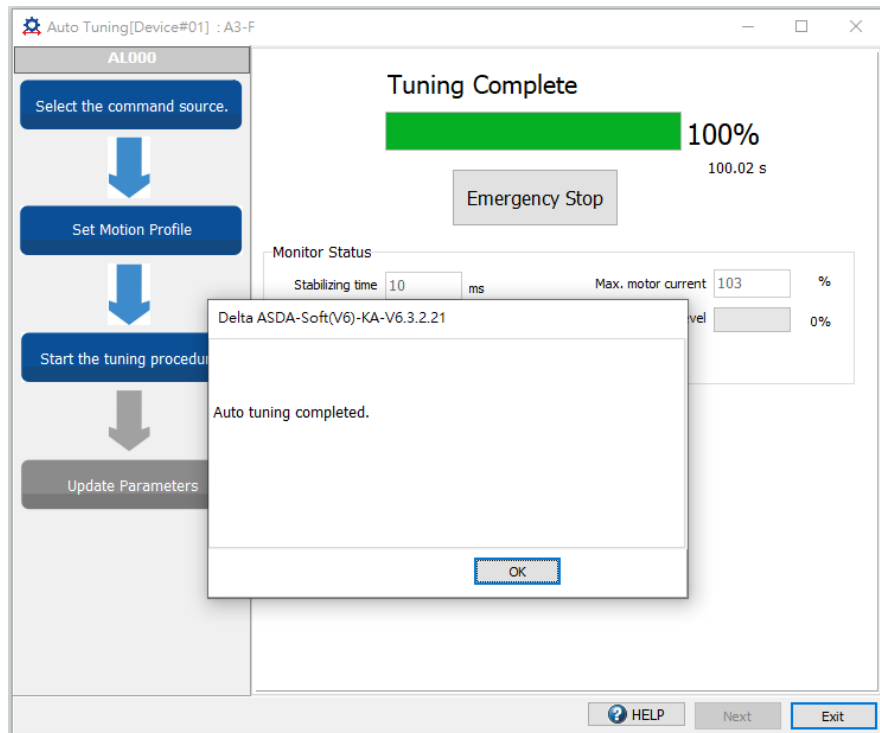 Auto Tuning[Device#01] : A3-F
AL000
Select the command source.
Set Motion Profile
Start the tuning
Update Parameters
Tuning Complete
100%
100.02 s
Emergency Stop
Monitor Status
Stabilizing time 10 ms
Max. motor current 103 %
0%
Delta ASDA-Soft(V6)-KA-V6.3.2.21
Auto tuning completed.
OK
HELP
Next
Exit